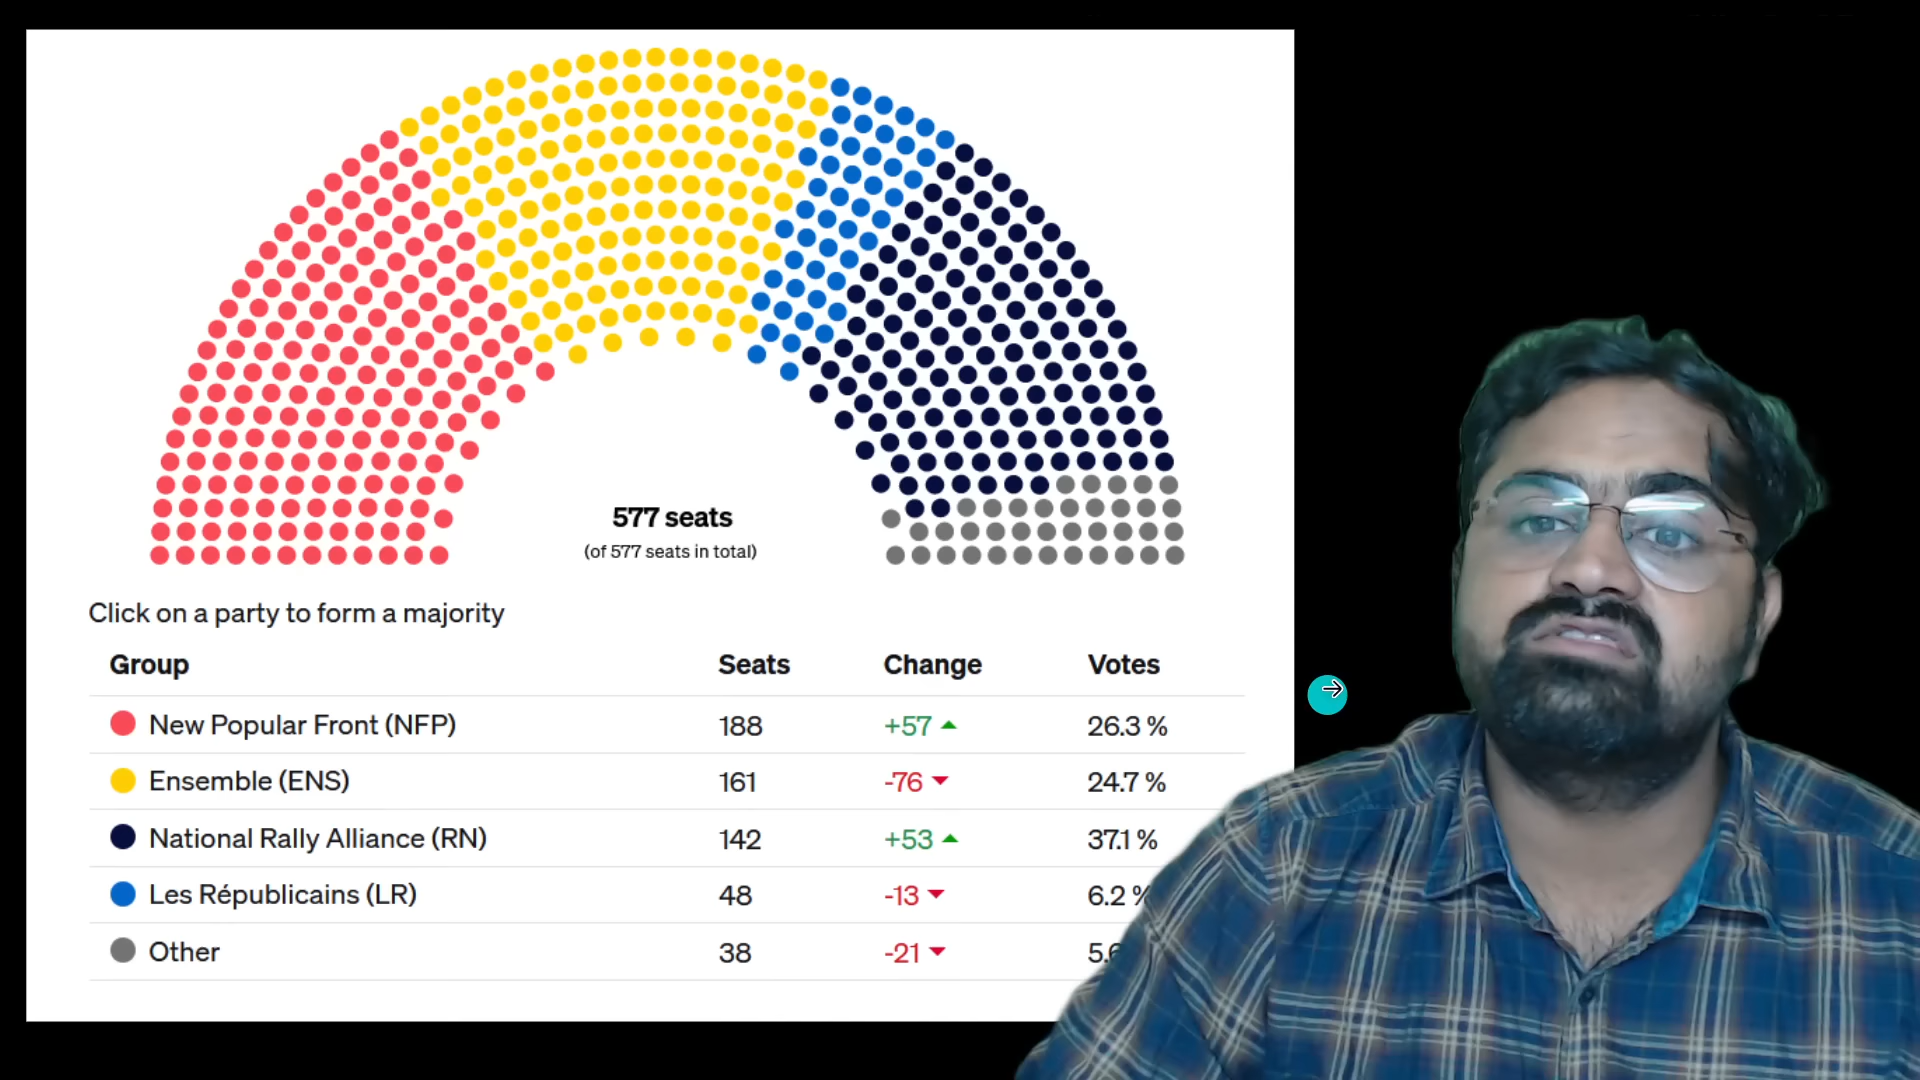 577 seats
(of 577 seats in total)
Click on a party to form a majority
Group Seats Change Votes
New Popular Front (NFP) 188 +57 26.3 %
Ensemble (ENS) 161 -76 24.7 %
National Rally Alliance (RN) 142 +53 37.1 %
Les Républicains (LR) 48 -13 6.2 %
Other 38 -21